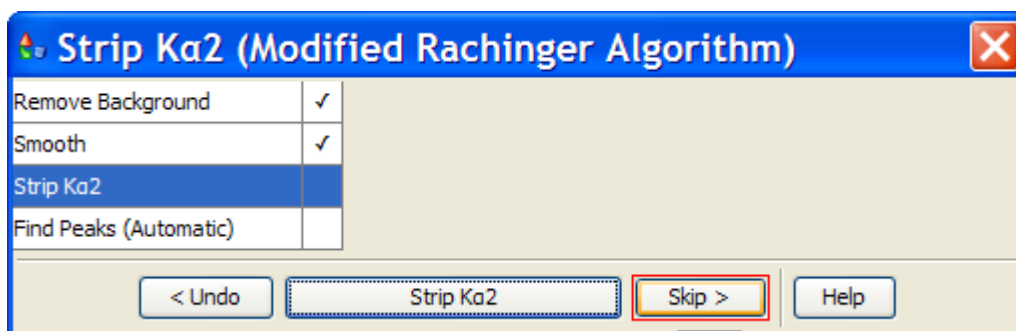 Strip Kα2 (Modified Rachinger Algorithm)
Remove Background ✓
Smooth ✓
Strip Kα2
Find Peaks (Automatic)
< Undo Strip Kα2 Skip > Help